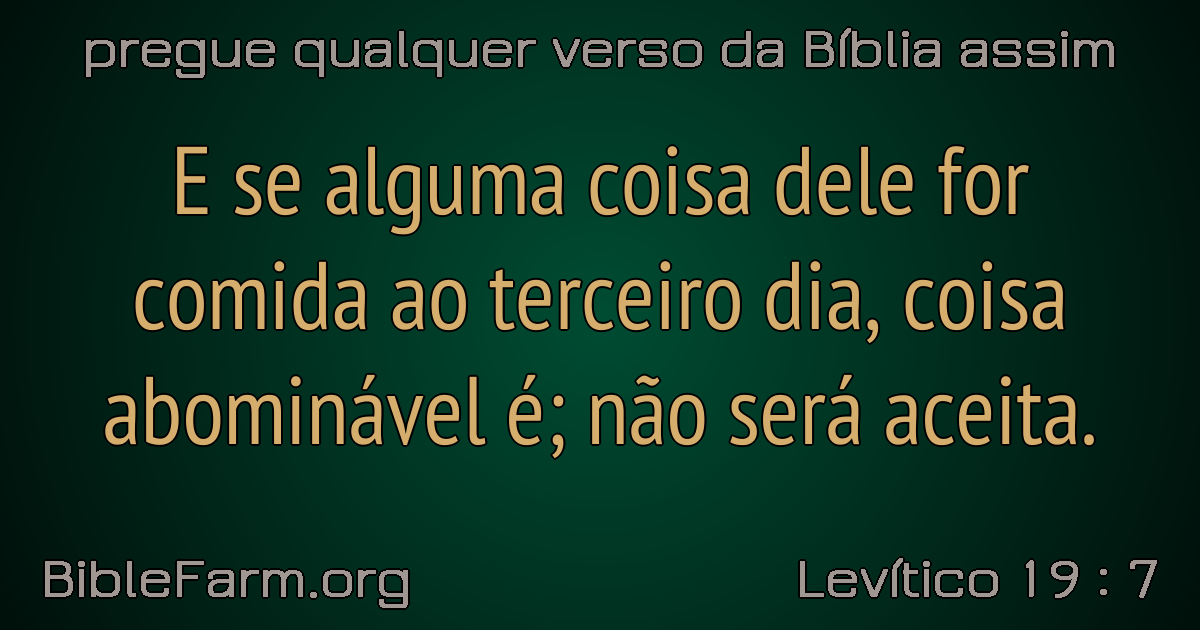 pregue qualquer verso da Bíblia assim
E se alguma coisa dele for
comida ao terceiro dia, coisa
abominável é; não será aceita.
BibleFarm.org
Levítico 19 : 7